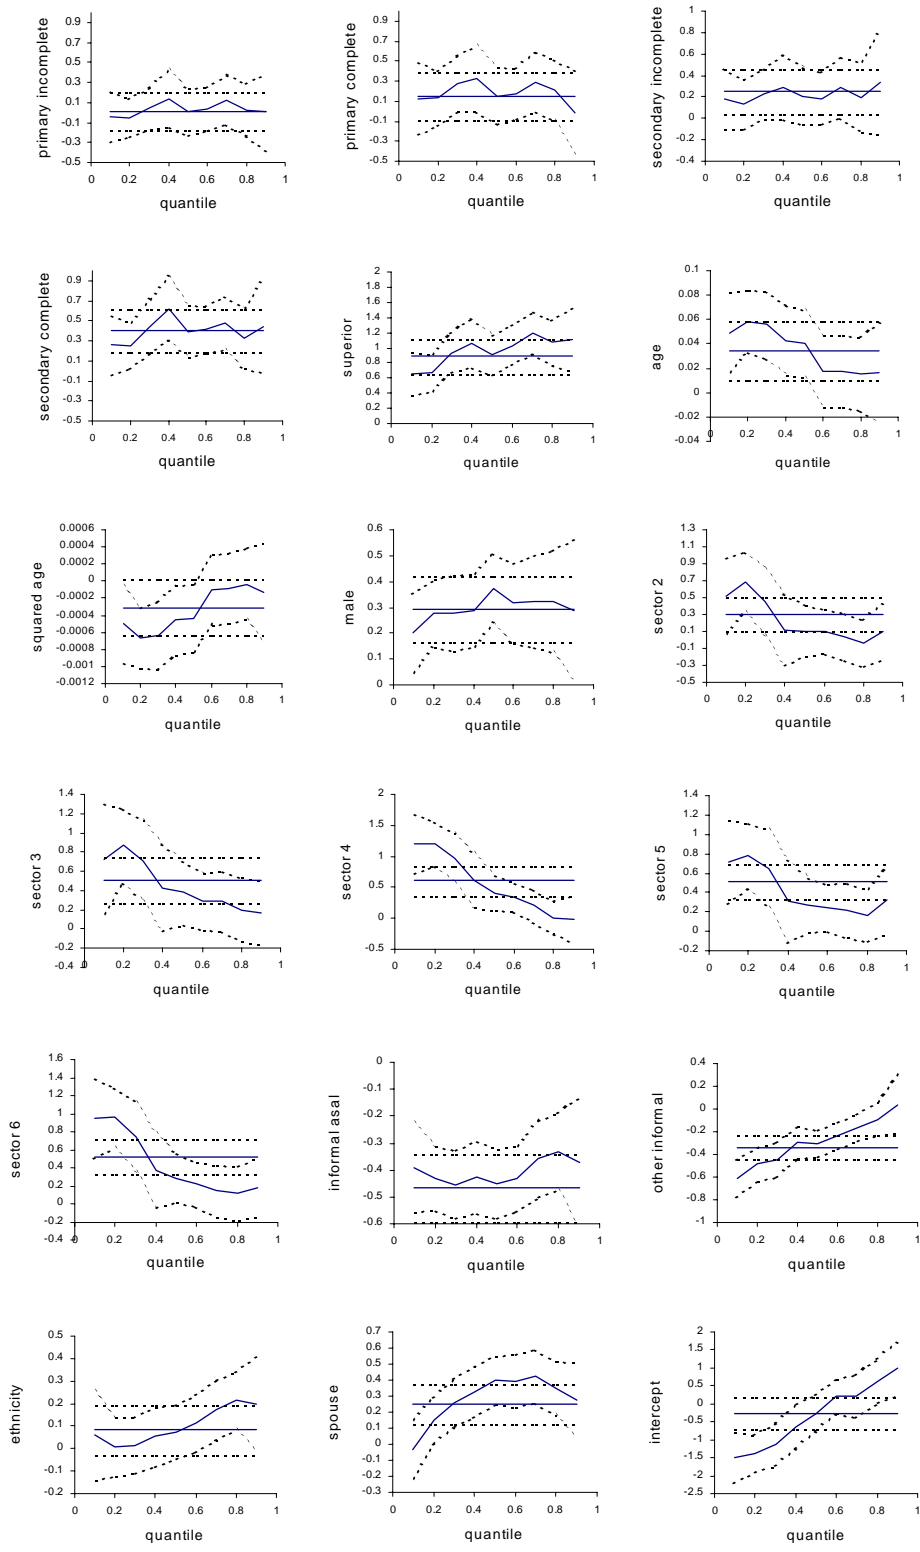 primary incomplete
0.9
0.7
0.5
0.3
0.1
-0.1
-0.3
-0.5
0 0.2 0.4 0.6 0.8 1
quantile
primary complete
0.9
0.7
0.5
0.3
0.1
-0.1
-0.3
-0.5
0 0.2 0.4 0.6 0.8 1
quantile
secondary incomplete
1
0.8
0.6
0.4
0.2
0
-0.2
-0.4
0 0.2 0.4 0.6 0.8 1
quantile
secondary complete
0.9
0.7
0.5
0.3
0.1
-0.1
-0.3
-0.5
0 0.2 0.4 0.6 0.8 1
quantile
superior
2
1.8
1.6
1.4
1.2
1
0.8
0.6
0.4
0.2
0
0 0.2 0.4 0.6 0.8 1
quantile
age
0.1
0.08
0.06
0.04
0.02
0
-0.02
-0.04
0 0.2 0.4 0.6 0.8 1
quantile
squared age
0.0006
0.0004
0.0002
0
-0.0002
-0.0004
-0.0006
-0.0008
-0.001
-0.0012
0 0.2 0.4 0.6 0.8 1
quantile
male
0.6
0.5
0.4
0.3
0.2
0.1
0
0 0.2 0.4 0.6 0.8 1
quantile
sector 2
1.3
1.1
0.9
0.7
0.5
0.3
0.1
-0.1
-0.3
-0.5
0 0.2 0.4 0.6 0.8 1
quantile
sector 3
1.4
1.2
1
0.8
0.6
0.4
0.2
0
-0.2
-0.4
0 0.2 0.4 0.6 0.8 1
quantile
sector 4
2
1.5
1
0.5
0
-0.5
0 0.2 0.4 0.6 0.8 1
quantile
sector 5
1.4
1.2
1
0.8
0.6
0.4
0.2
0
-0.2
0 0.2 0.4 0.6 0.8 1
quantile
sector 6
1.6
1.4
1.2
1
0.8
0.6
0.4
0.2
0
-0.2
-0.4
0 0.2 0.4 0.6 0.8 1
quantile
informal asal
0
-0.1
-0.2
-0.3
-0.4
-0.5
-0.6
0 0.2 0.4 0.6 0.8 1
quantile
other informal
0.4
0.2
0
-0.2
-0.4
-0.6
-0.8
-1
0 0.2 0.4 0.6 0.8 1
quantile
ethnicity
0.5
0.4
0.3
0.2
0.1
0
-0.1
-0.2
0 0.2 0.4 0.6 0.8 1
quantile
spouse
0.7
0.6
0.5
0.4
0.3
0.2
0.1
0
-0.1
-0.2
-0.3
0 0.2 0.4 0.6 0.8 1
quantile
intercept
2
1.5
1
0.5
0
-0.5
-1
-1.5
-2
-2.5
0 0.2 0.4 0.6 0.8 1
quantile